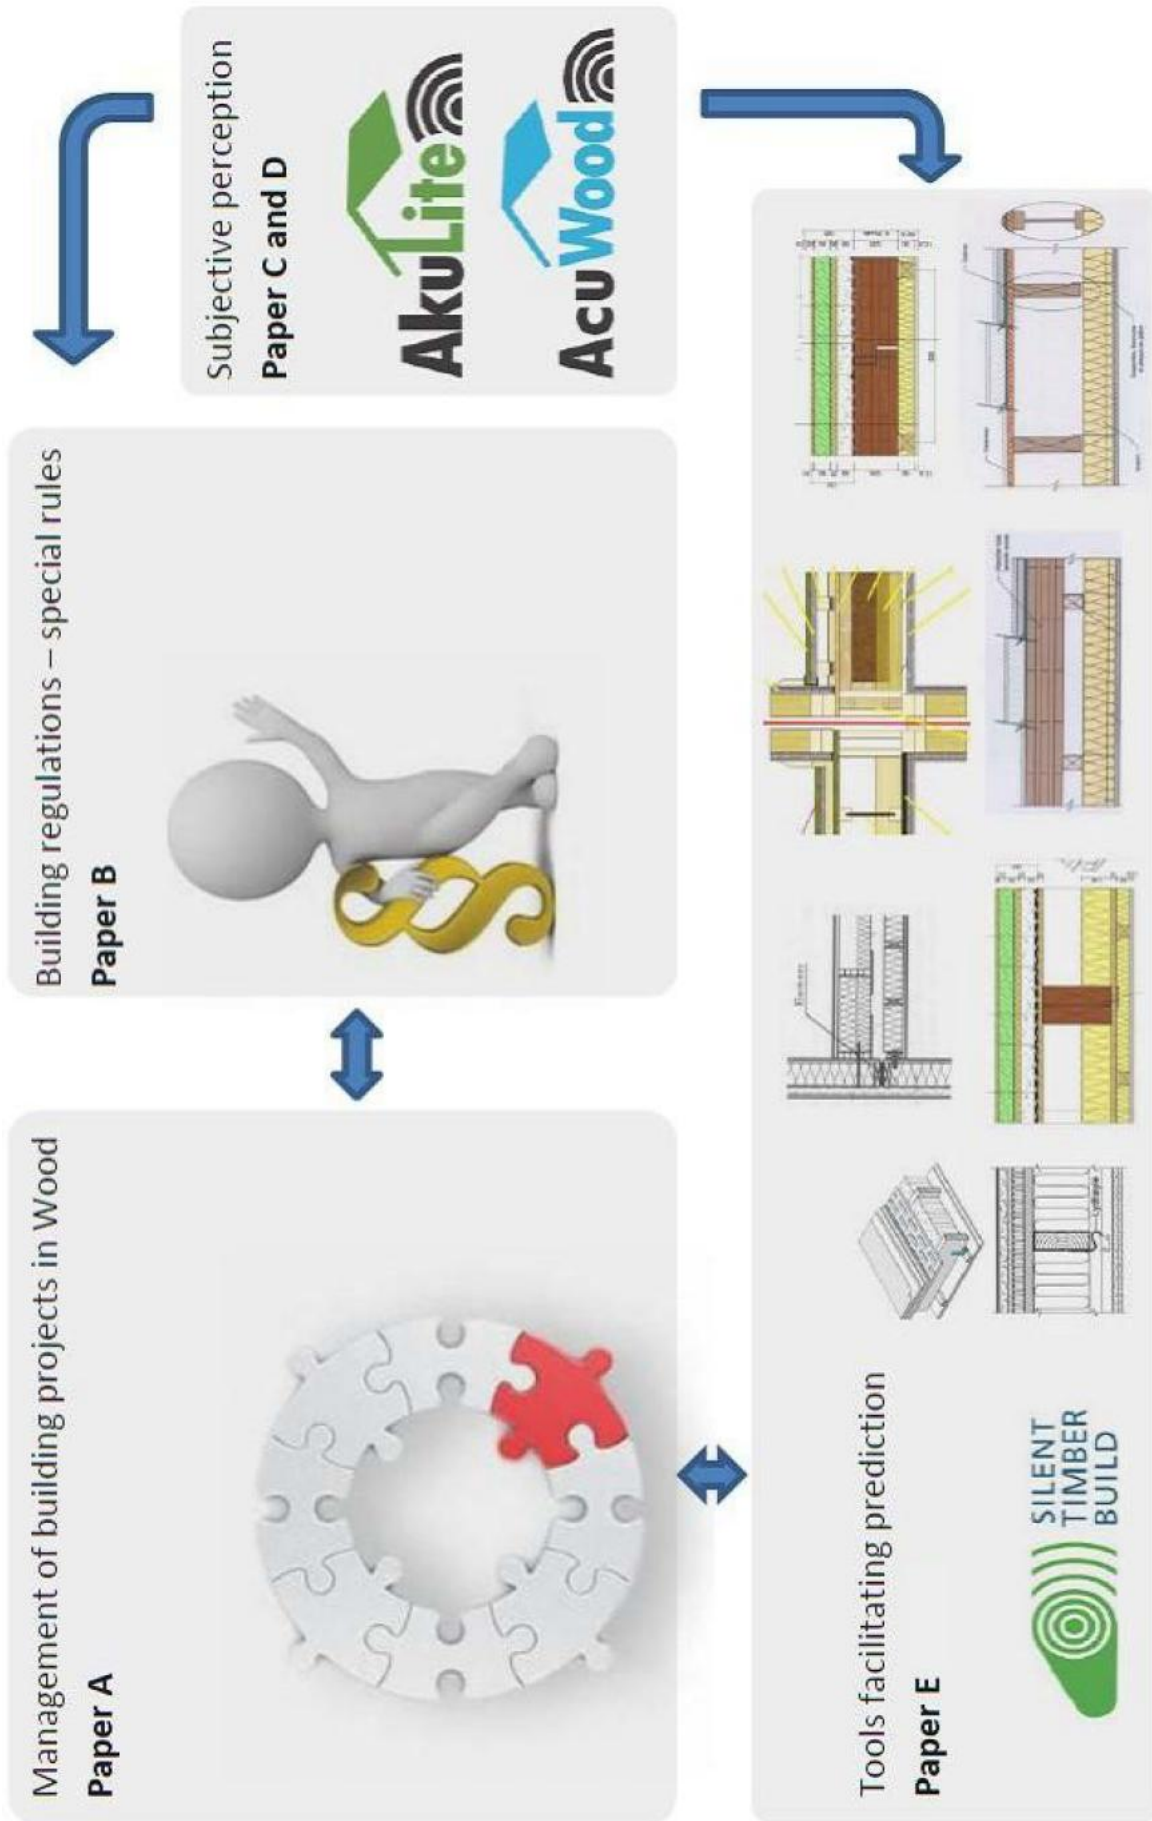 Management of building projects in Wood
Paper A
Building regulations – special rules
Paper B
Subjective perception
Paper C and D
AkuLite
AcuWood
Tools facilitating prediction
Paper E
SILENT
TIMBER
BUILD